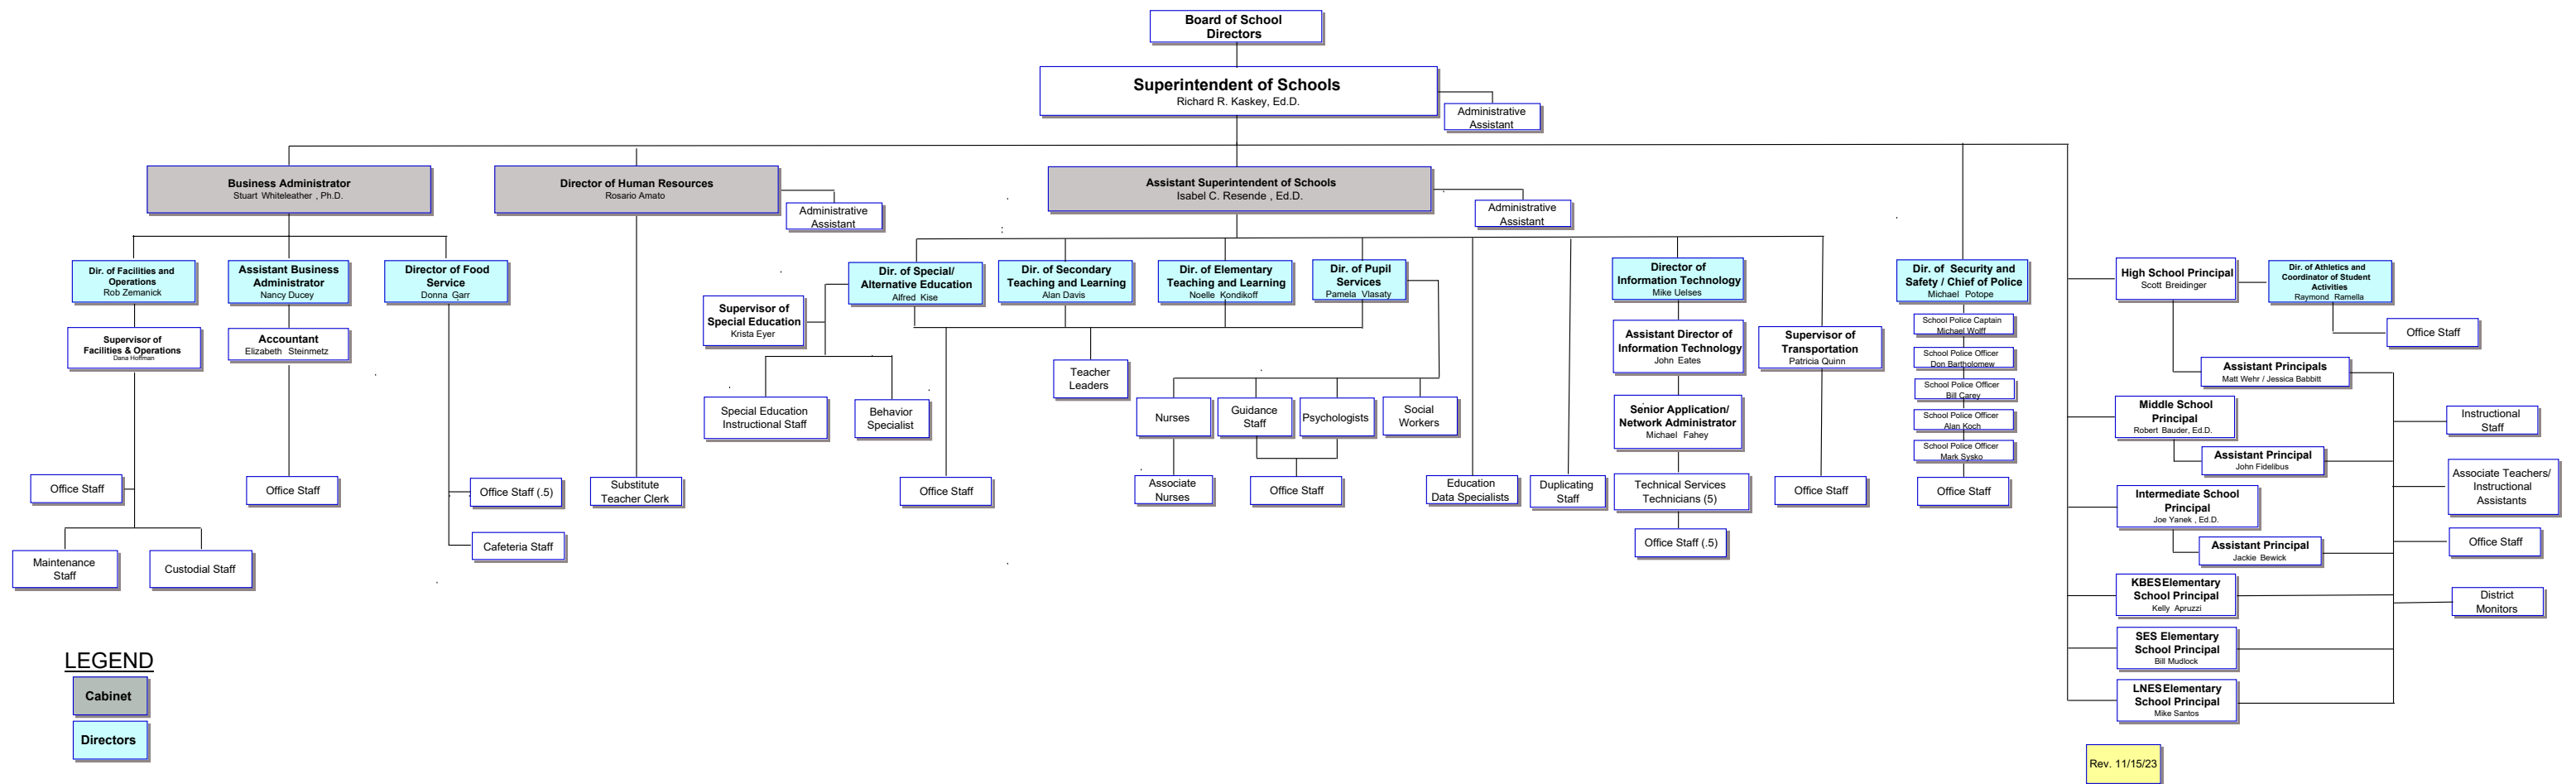 Board of School
Directors
Superintendent of Schools
Richard R. Kaskey, Ed.D.
Administrative
Assistant
Business Administrator
Stuart Whiteleather , Ph.D.
Director of Human Resources
Rosario Amato
Administrative
Assistant
Assistant Superintendent of Schools
Isabel C. Resende , Ed.D.
Administrative
Assistant
Dir. of Facilities and
Operations
Rob Zemanick
Assistant Business
Administrator
Nancy Ducey
Director of Food
Service
Donna Garr
Supervisor of
Facilities & Operations
Dana Hoffman
Accountant
Elizabeth Steinmetz
Office Staff
Maintenance
Staff
Custodial Staff
Office Staff
Office Staff (.5)
Cafeteria Staff
Substitute
Teacher Clerk
Dir. of Special/
Alternative Education
Alfred Kise
Dir. of Secondary
Teaching and Learning
Alan Davis
Dir. of Elementary
Teaching and Learning
Noelle Kondikoff
Dir. of Pupil
Services
Pamela Vlasaty
Director of
Information Technology
Mike Uelses
Supervisor of
Special Education
Krista Eyer
Special Education
Instructional Staff
Behavior
Specialist
Office Staff
Teacher
Leaders
Nurses
Guidance
Staff
Psychologists
Social
Workers
Associate
Nurses
Office Staff
Education
Data Specialists
Duplicating
Staff
Assistant Director of
Information Technology
John Eates
Senior Application/
Network Administrator
Michael Fahey
Technical Services
Technicians (5)
Office Staff (.5)
Supervisor of
Transportation
Patricia Quinn
Office Staff
Dir. of Security and
Safety / Chief of Police
Michael Potope
School Police Captain
Michael Wolff
School Police Officer
Don Bartholomew
School Police Officer
Bill Carey
School Police Officer
Alan Koch
School Police Officer
Mark Sysko
Office Staff
High School Principal
Scott Breidinger
Dir. of Athletics and
Coordinator of Student
Activities
Raymond Ramella
Office Staff
Assistant Principals
Matt Wehr / Jessica Babbitt
Middle School
Principal
Robert Bauder, Ed.D.
Assistant Principal
John Fidelibus
Intermediate School
Principal
Joe Yanek , Ed.D.
Assistant Principal
Jackie Bewick
KBESElementary
School Principal
Kelly Apruzzi
SES Elementary
School Principal
Bill Mudlock
LNESElementary
School Principal
Mike Santos
Instructional
Staff
Associate Teachers/
Instructional
Assistants
Office Staff
District
Monitors
LEGEND
Cabinet
Directors
Rev. 11/15/23